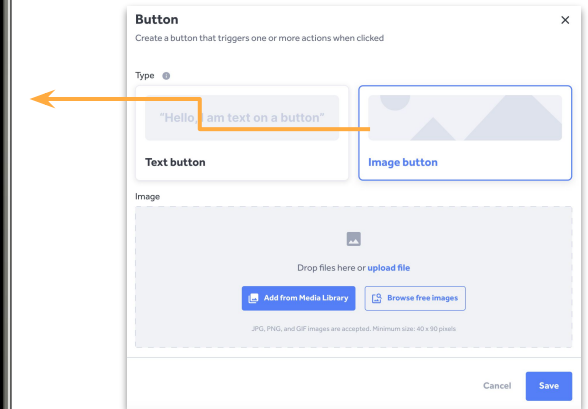 Button
Create a button that triggers one or more actions when clicked
Type
"Hello, I am text on a button"
Text button
Image button
Image
Drop files here or upload file
Add from Media Library
Browse free images
JPG, PNG, and GIF images are accepted. Minimum size: 40 x 90 pixels
Cancel
Save